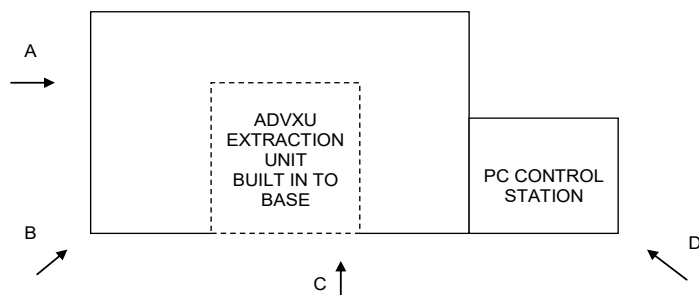 A
ADVXU
EXTRACTION
UNIT
BUILT IN TO
BASE
PC CONTROL
STATION
B
D
C